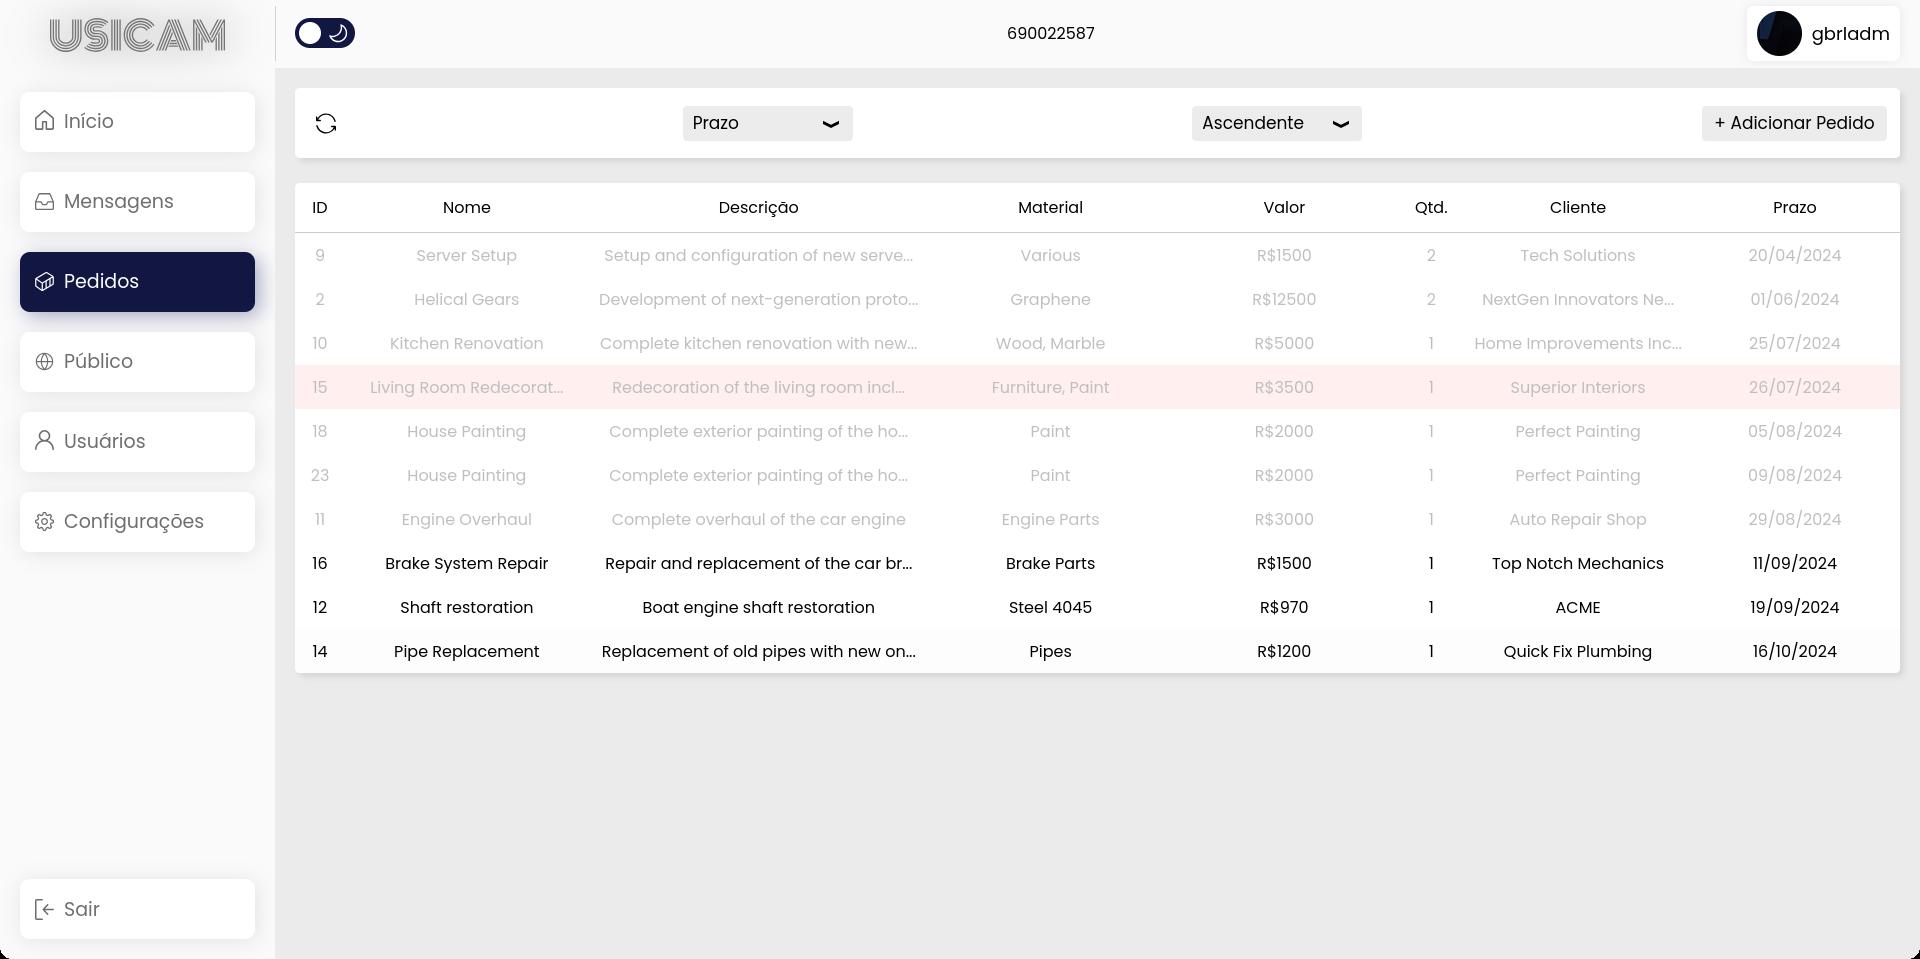 USICAM
690022587
gbrladm
Início
Mensagens
Pedidos
Público
Usuários
Configurações
Sair
Prazo
Ascendente
+ Adicionar Pedido
ID Nome Descrição Material Valor Qtd. Cliente Prazo
9 Server Setup Setup and configuration of new serve... Various R$1500 2 Tech Solutions 20/04/2024
2 Helical Gears Development of next-generation proto... Graphene R$12500 2 NextGen Innovators Ne... 01/06/2024
10 Kitchen Renovation Complete kitchen renovation with new... Wood, Marble R$5000 1 Home Improvements Inc... 25/07/2024
15 Living Room Redecorat... Redecoration of the living room incl... Furniture, Paint R$3500 1 Superior Interiors 26/07/2024
18 House Painting Complete exterior painting of the ho... Paint R$2000 1 Perfect Painting 05/08/2024
23 House Painting Complete exterior painting of the ho... Paint R$2000 1 Perfect Painting 09/08/2024
11 Engine Overhaul Complete overhaul of the car engine Engine Parts R$3000 1 Auto Repair Shop 29/08/2024
16 Brake System Repair Repair and replacement of the car br... Brake Parts R$1500 1 Top Notch Mechanics 11/09/2024
12 Shaft restoration Boat engine shaft restoration Steel 4045 R$970 1 ACME 19/09/2024
14 Pipe Replacement Replacement of old pipes with new on... Pipes R$1200 1 Quick Fix Plumbing 16/10/2024